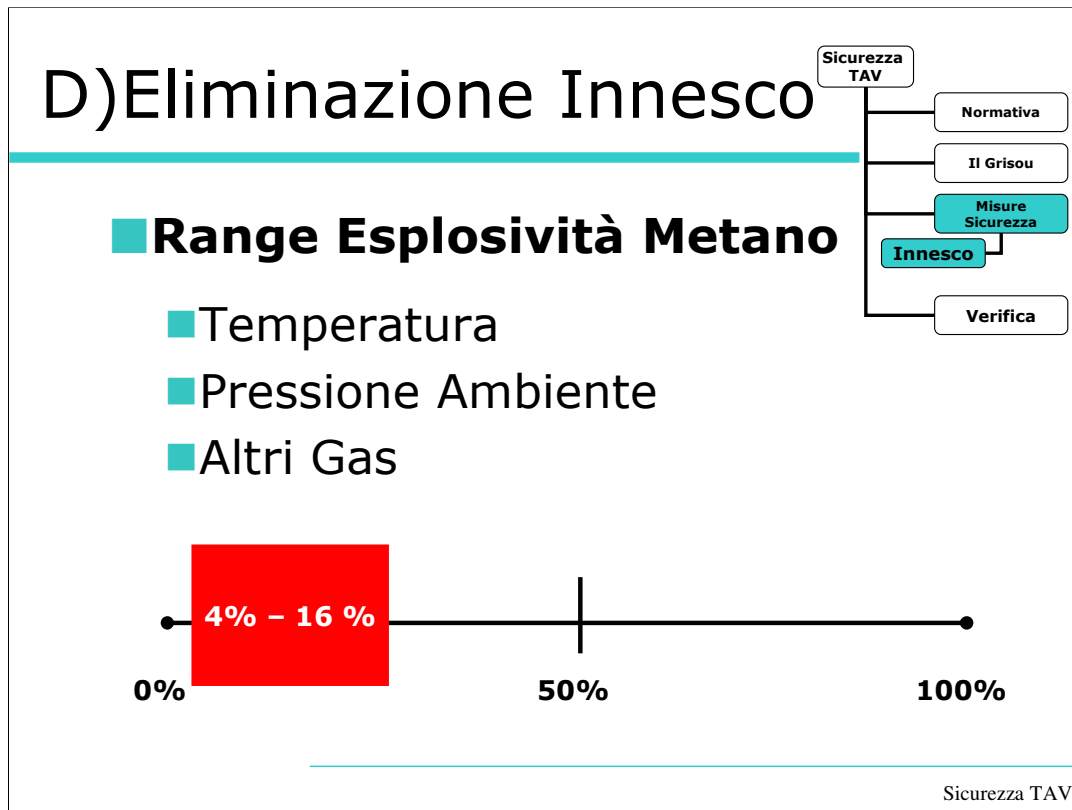 D)Eliminazione Innesco
Sicurezza
TAV
Normativa
Il Grisou
Misure
Sicurezza
Innesco
Verifica
Range Esplosività Metano
Temperatura
Pressione Ambiente
Altri Gas
4% – 16 %
0%
50%
100%
Sicurezza TAV